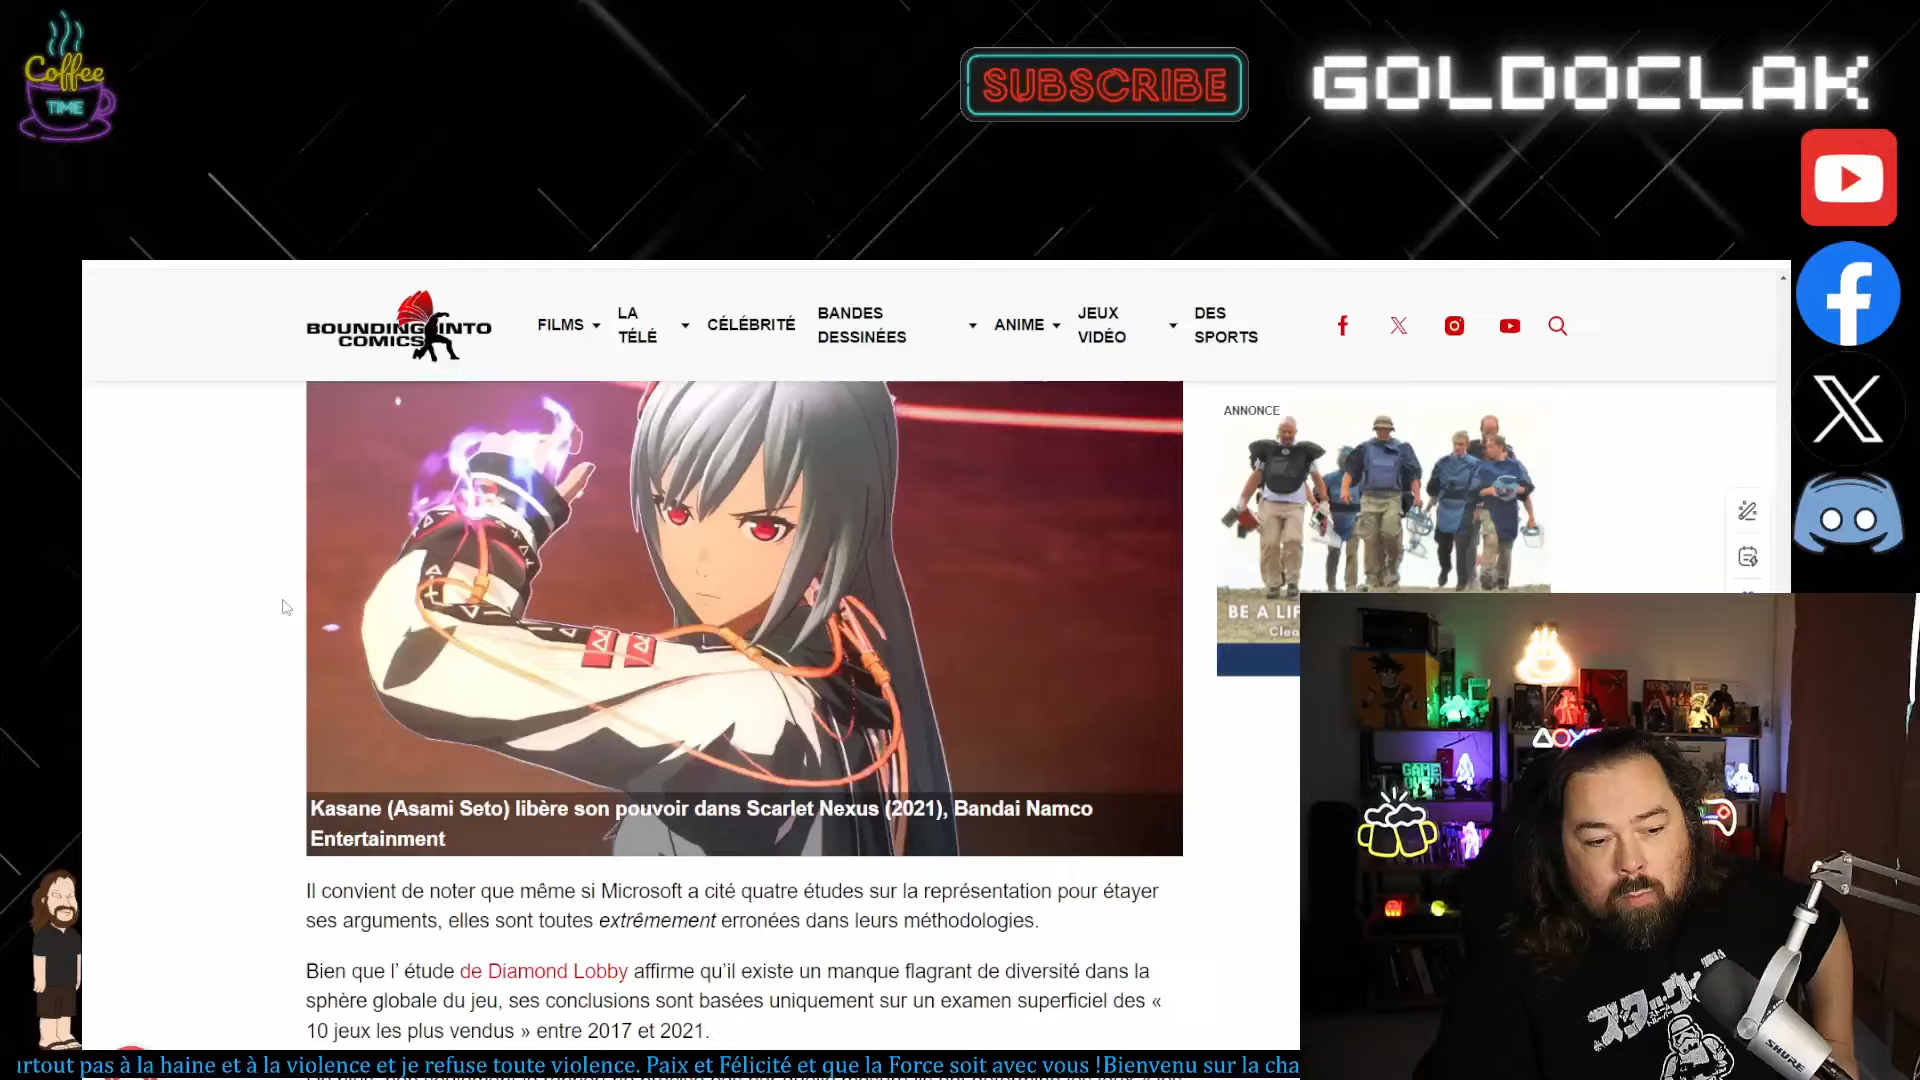 Coffee
TIME
SUBSCRIBE
GOLDOCLAK
BOUNDING INTO
COMICS
FILMS
LA
TÉLÉ
CÉLÉBRITÉ
BANDES
DESSINÉES
ANIME
JEUX
VIDÉO
DES
SPORTS
ANNONCE
BE A LI
Clea
Kasane (Asami Seto) libère son pouvoir dans Scarlet Nexus (2021), Bandai Namco
Entertainment
Il convient de noter que même si Microsoft a cité quatre études sur la représentation pour étayer
ses arguments, elles sont toutes extrêmement erronées dans leurs méthodologies.
Bien que l’ étude de Diamond Lobby affirme qu’il existe un manque flagrant de diversité dans la
sphère globale du jeu, ses conclusions sont basées uniquement sur un examen superficiel des «
10 jeux les plus vendus » entre 2017 et 2021.
GAME
OVER
SHURE
urtout pas à la haine et à la violence et je refuse toute violence. Paix et Félicité et que la Force soit avec vous !Bienvenu sur la cha